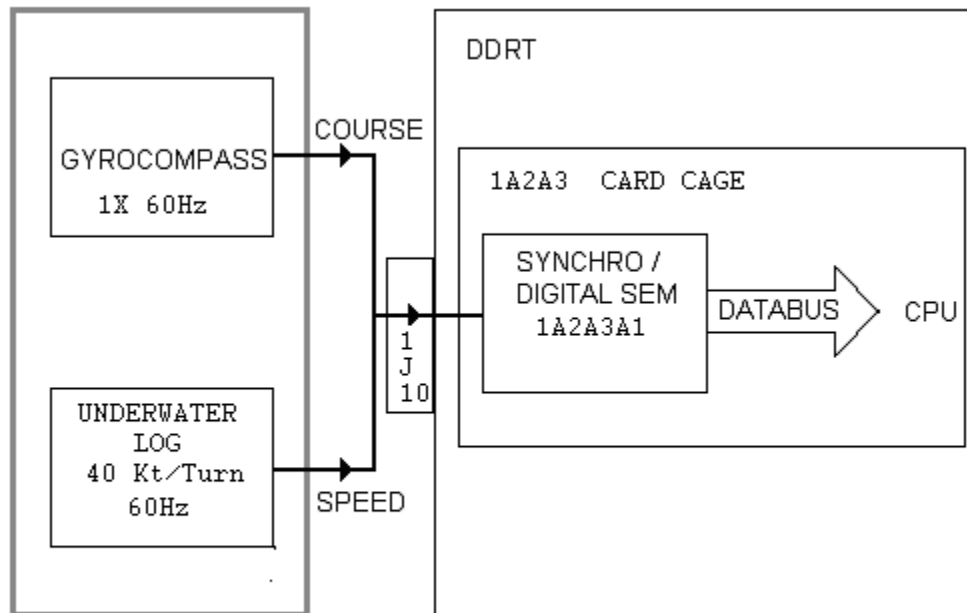 DDRT
GYROCOMPASS
1X 60Hz
COURSE
1A2A3 CARD CAGE
SYNCHRO /
DIGITAL SEM
1A2A3A1
DATABUS
CPU
1
J
10
UNDERWATER
LOG
40 Kt/Turn
60Hz
SPEED